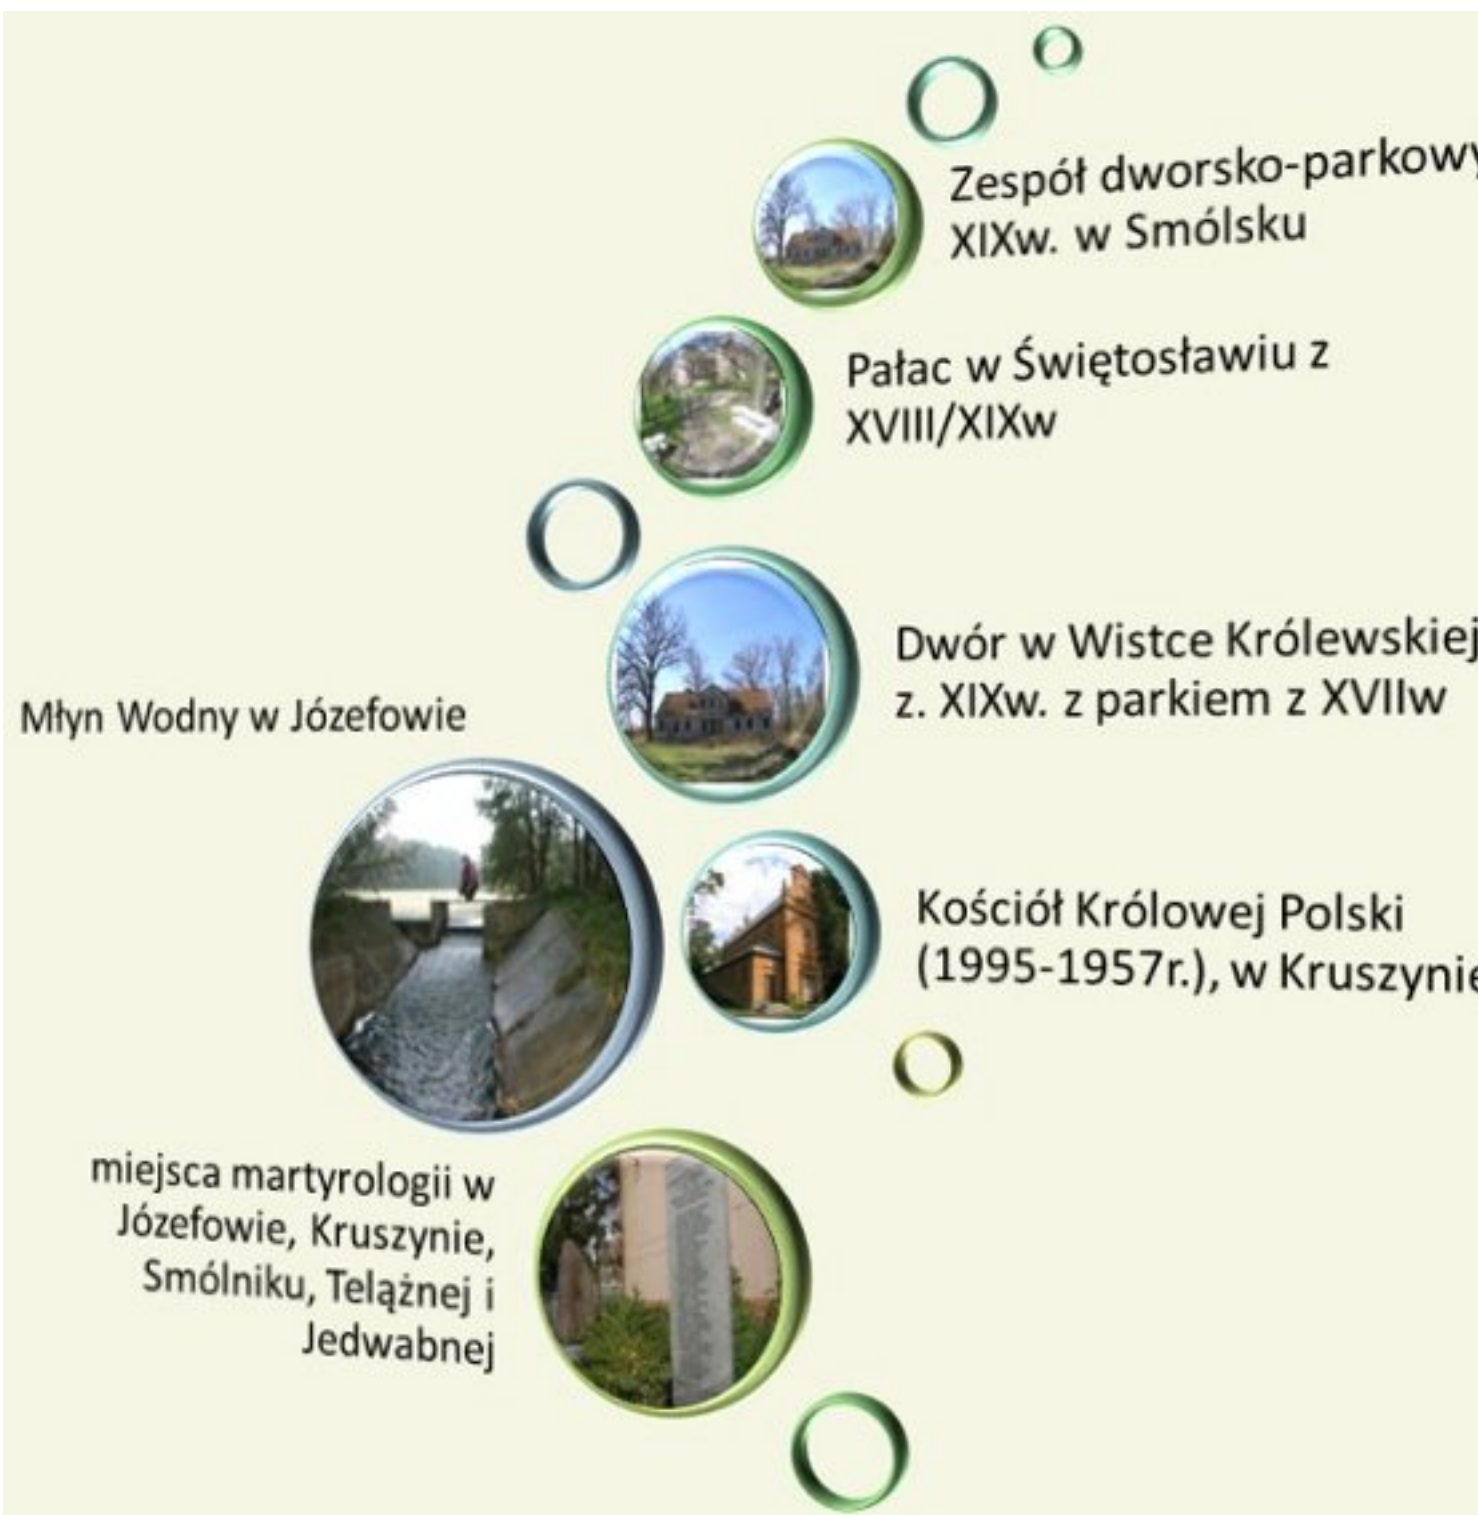 Zespół dworsko-parkowy
XIXw. w Smólsku
Pałac w Świętosławiu z
XVIII/XIXw
Dwór w Wistce Królewskiej
z. XIXw. z parkiem z XVIIw
Młyn Wodny w Józefowie
Kościół Królowej Polski
(1995-1957r.), w Kruszynie
miejsca martyrologii w
Józefowie, Kruszynie,
Smólniku, Telążnej i
Jedwabnej